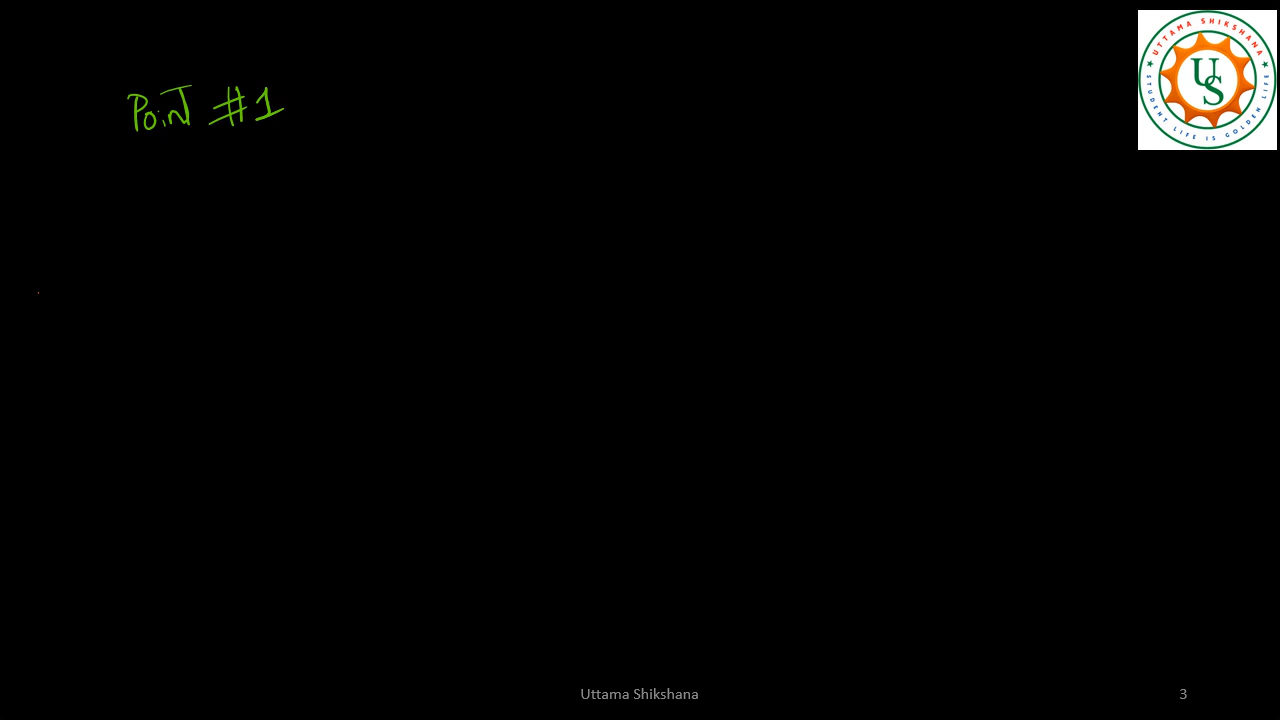 Point #1
UTTAMA SHIKSHANA
US
STUDENT LIFE IS GOLDEN LIFE
Uttama Shikshana
3